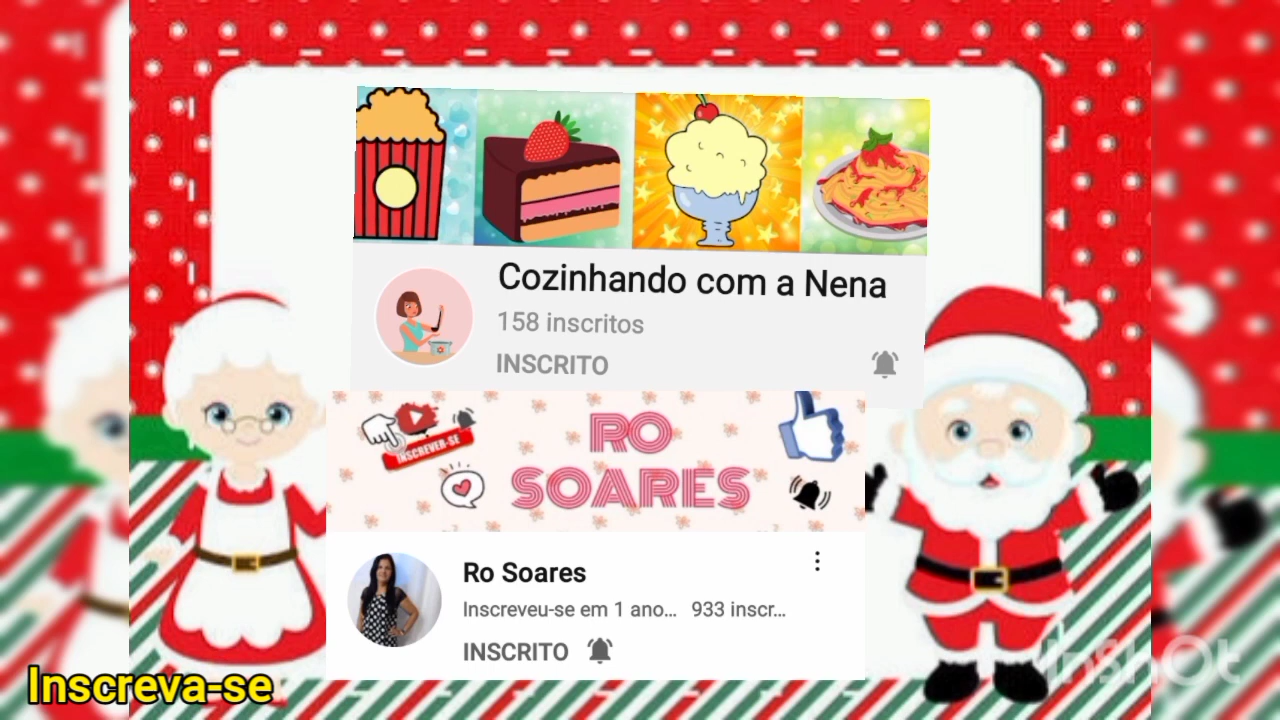 Cozinhando com a Nena
158 inscritos
INSCRITO
INSCREVER-SE
RO
SOARES
Ro Soares
Inscreveu-se em 1 ano... 933 inscr...
INSCRITO
Inscreva-se
InShOt